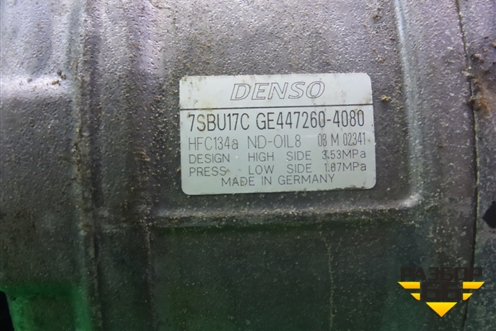 DENSO
7SBU17C GE447260-4080
HFC134a ND-OIL8 08 M 02341
DESIGN HIGH SIDE 3.53MPa
PRESS LOW SIDE 1.67MPa
MADE IN GERMANY
РАЗБОР